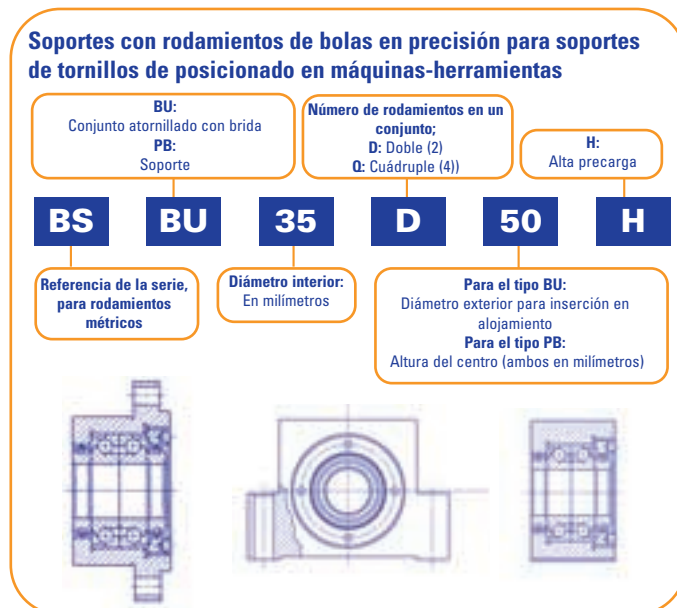 Soportes con rodamientos de bolas en precisión para soportes
de tornillos de posicionado en máquinas-herramientas
BU:
Conjunto atornillado con brida
PB:
Soporte
Número de rodamientos en un
conjunto;
D: Doble (2)
Q: Cuádruple (4))
H:
Alta precarga
BS BU 35 D 50 H
Referencia de la serie,
para rodamientos
métricos
Diámetro interior:
En milímetros
Para el tipo BU:
Diámetro exterior para inserción en
alojamiento
Para el tipo PB:
Altura del centro (ambos en milímetros)